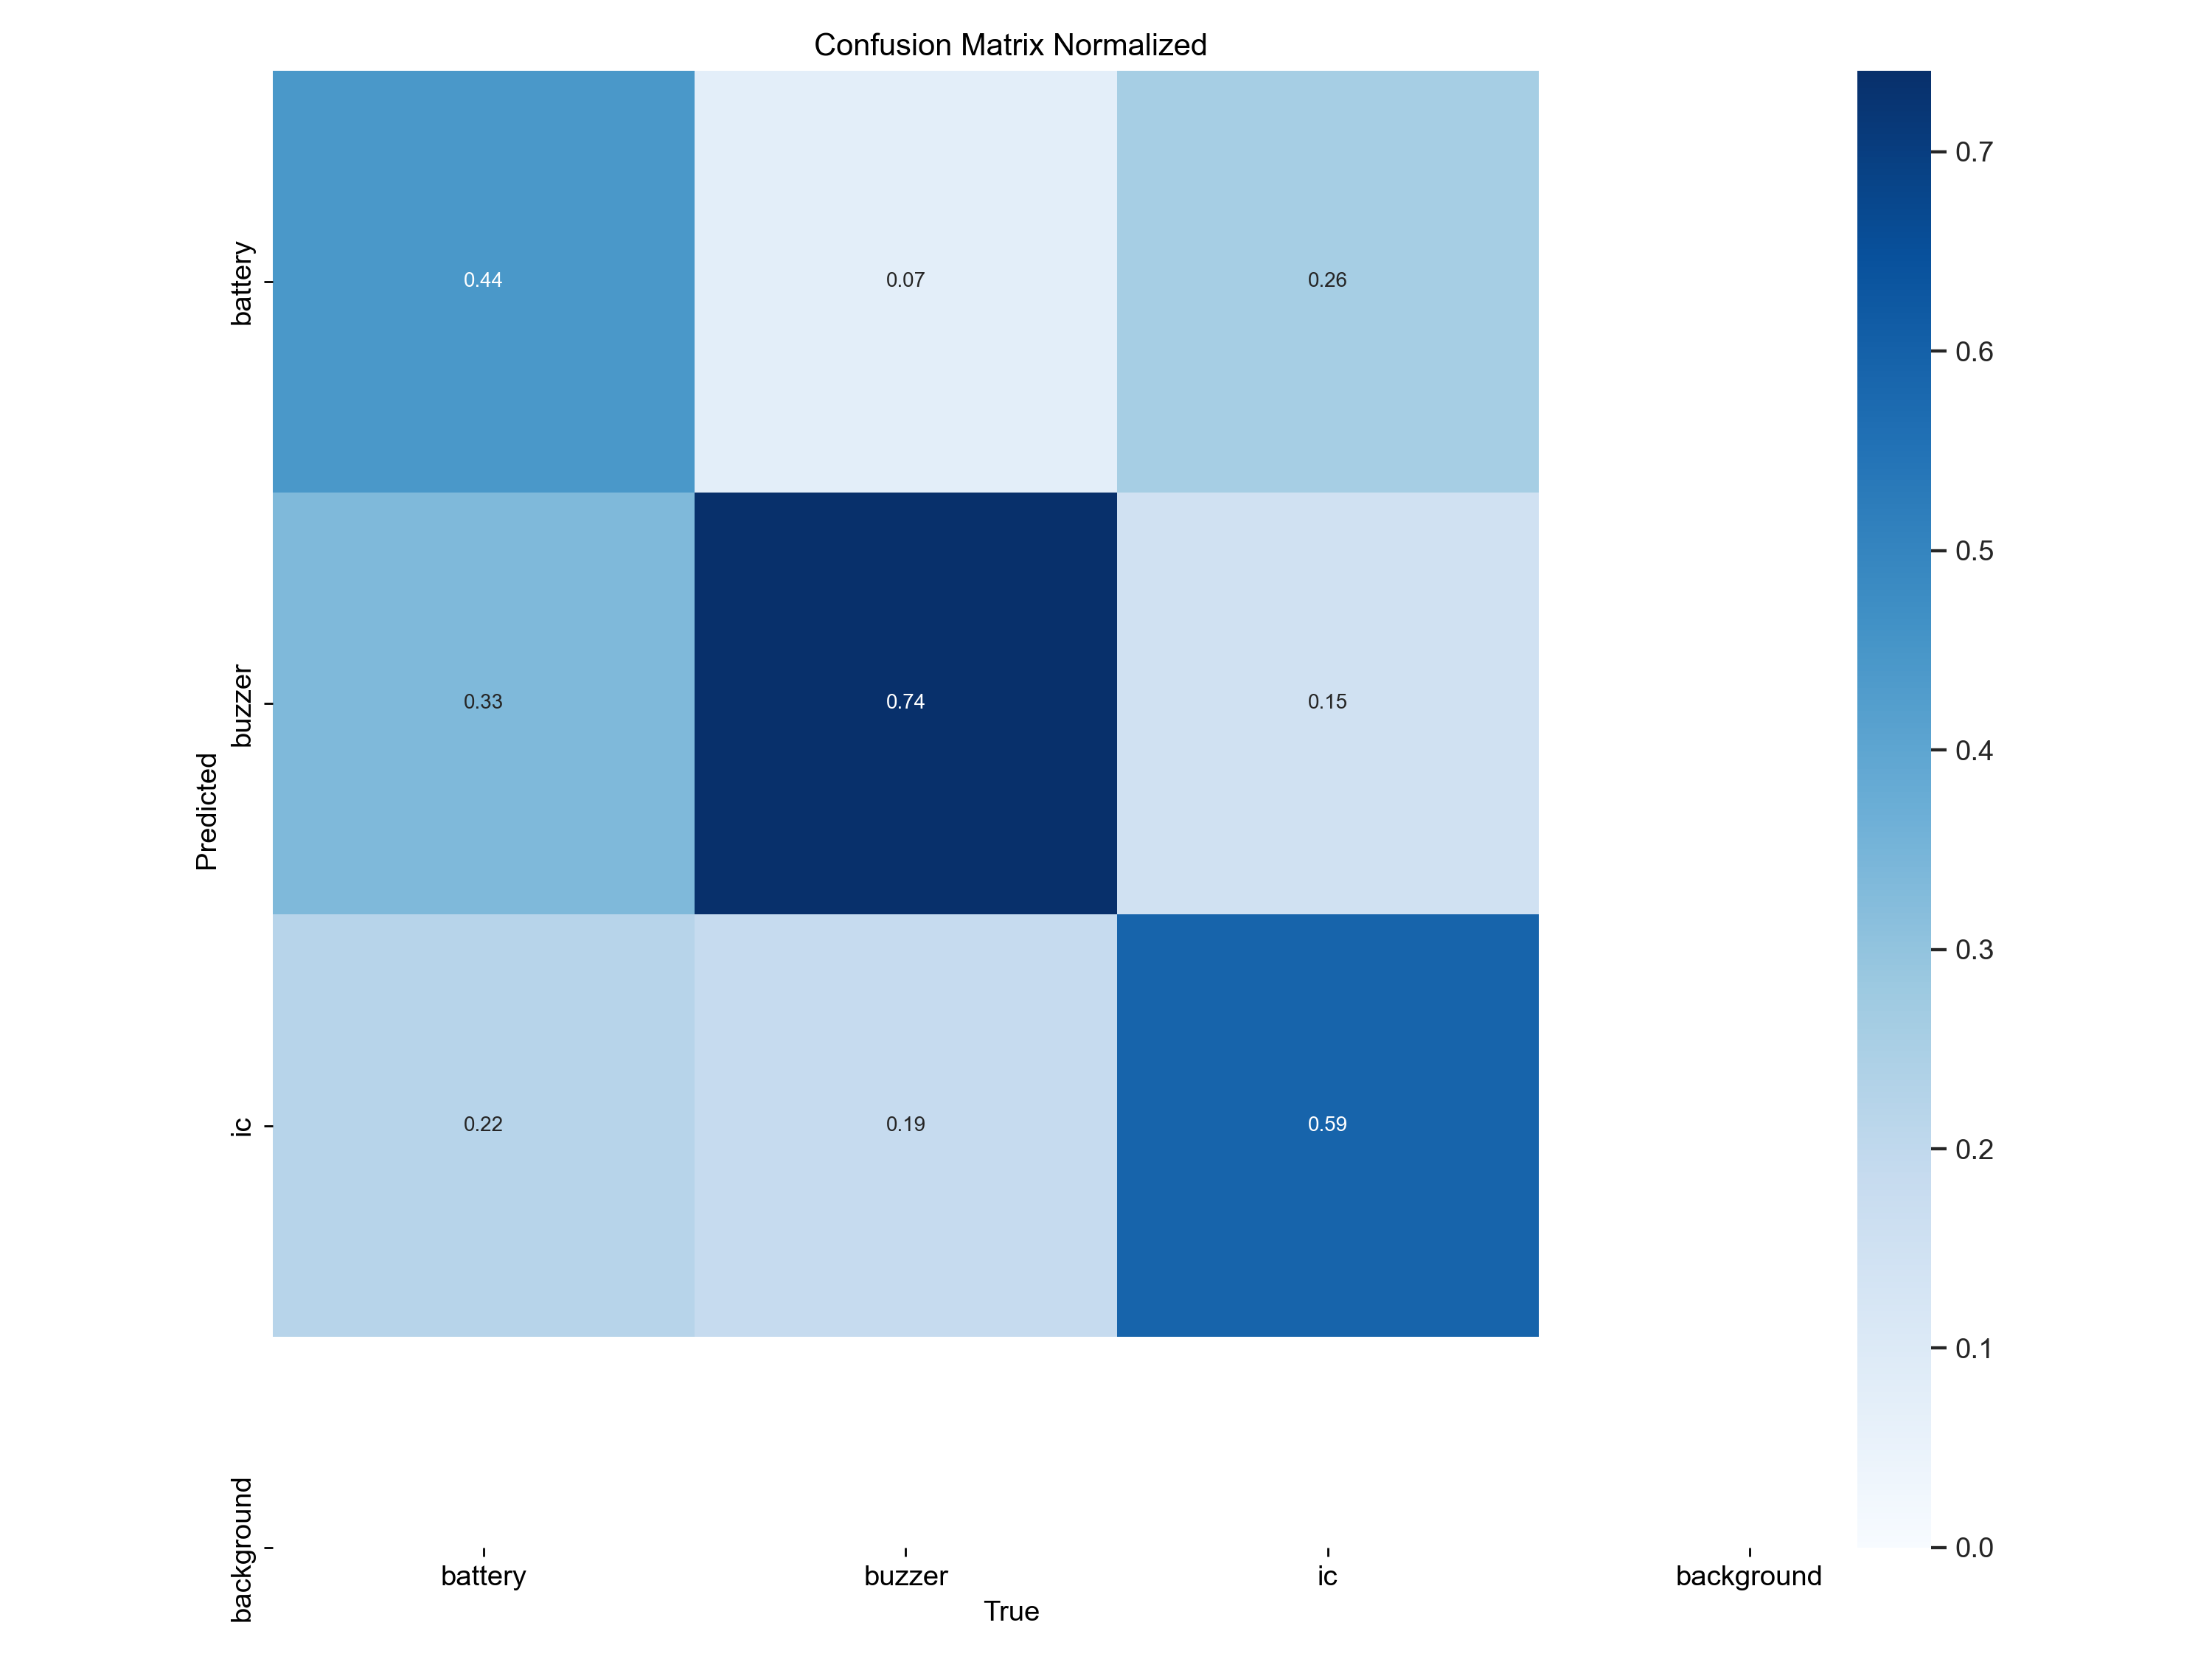 Confusion Matrix Normalized
battery
0.44
0.07
0.26
buzzer
0.33
0.74
0.15
ic
0.22
0.19
0.59
background
Predicted
battery
buzzer
ic
background
True
0.7
0.6
0.5
0.4
0.3
0.2
0.1
0.0